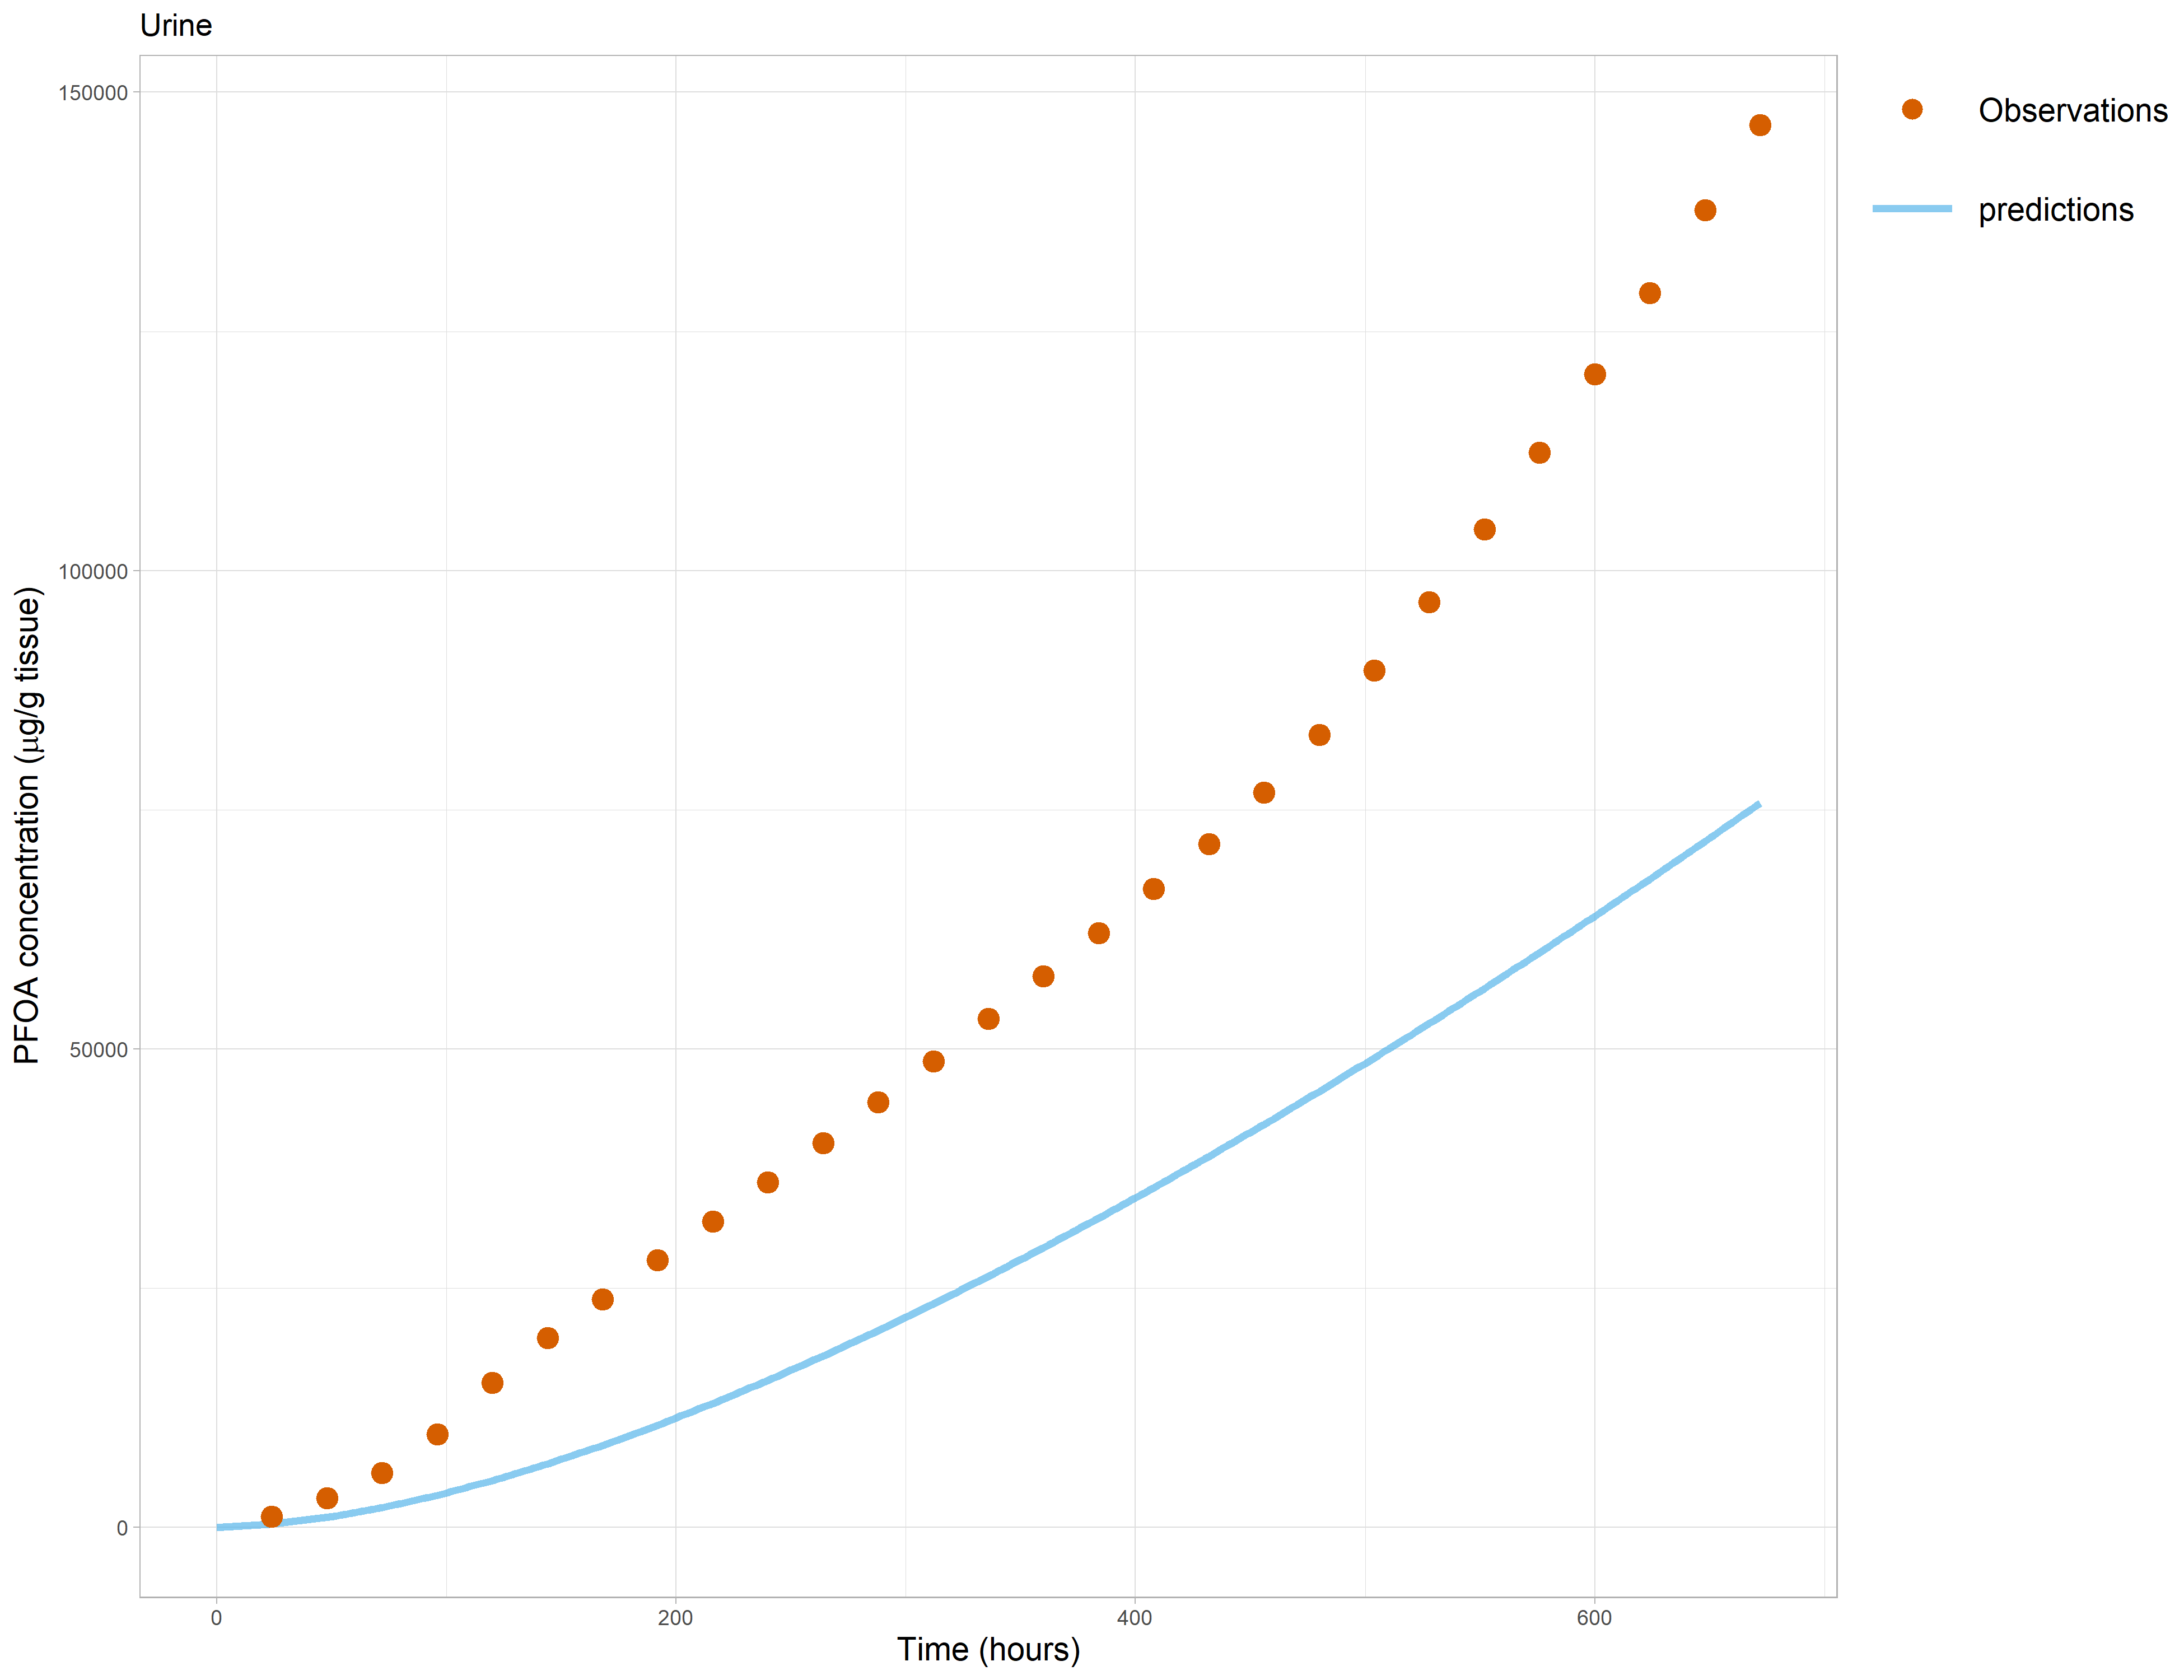 Urine
150000
100000
50000
0
PFOA concentration (μg/g tissue)
0 200 400 600
Time (hours)
Observations
predictions